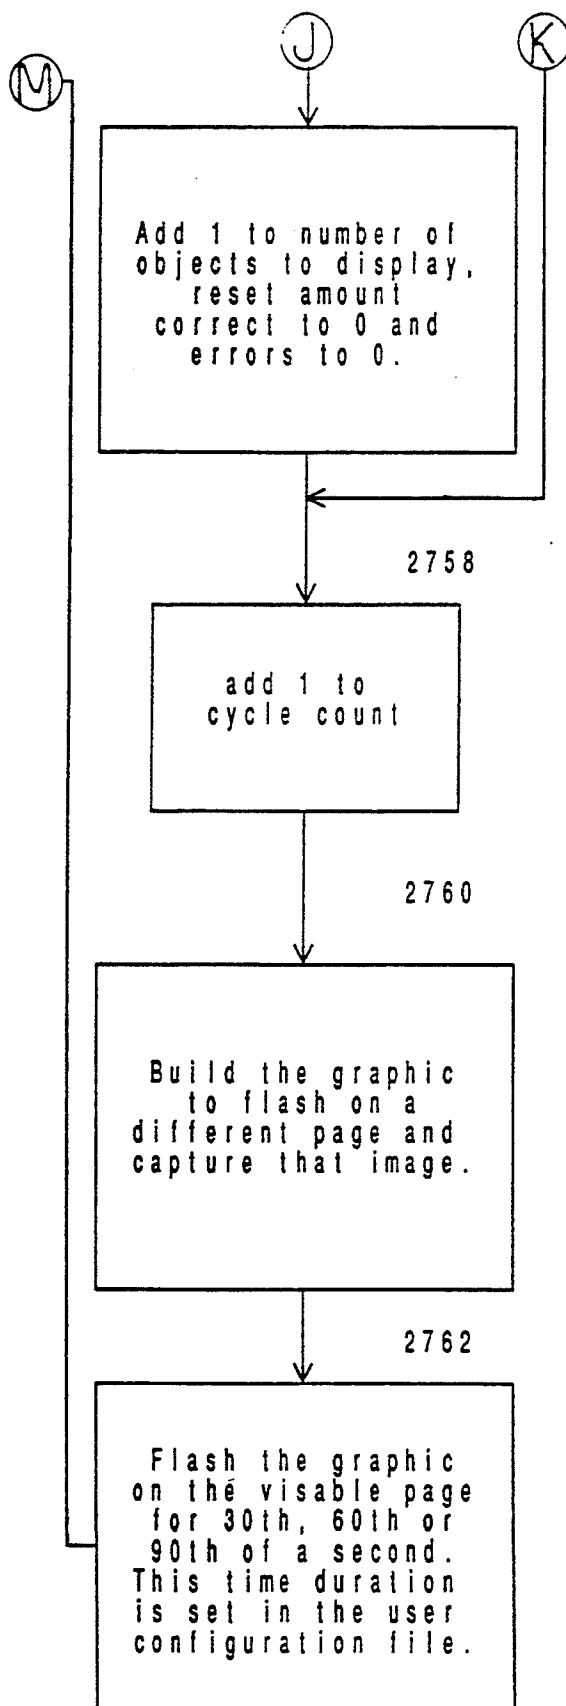 M
J
K
Add 1 to number of
objects to display,
reset amount
correct to 0 and
errors to 0.
2758
add 1 to
cycle count
2760
Build the graphic
to flash on a
different page and
capture that image.
2762
Flash the graphic
on the visable page
for 30th, 60th or
90th of a second.
This time duration
is set in the user
configuration file.